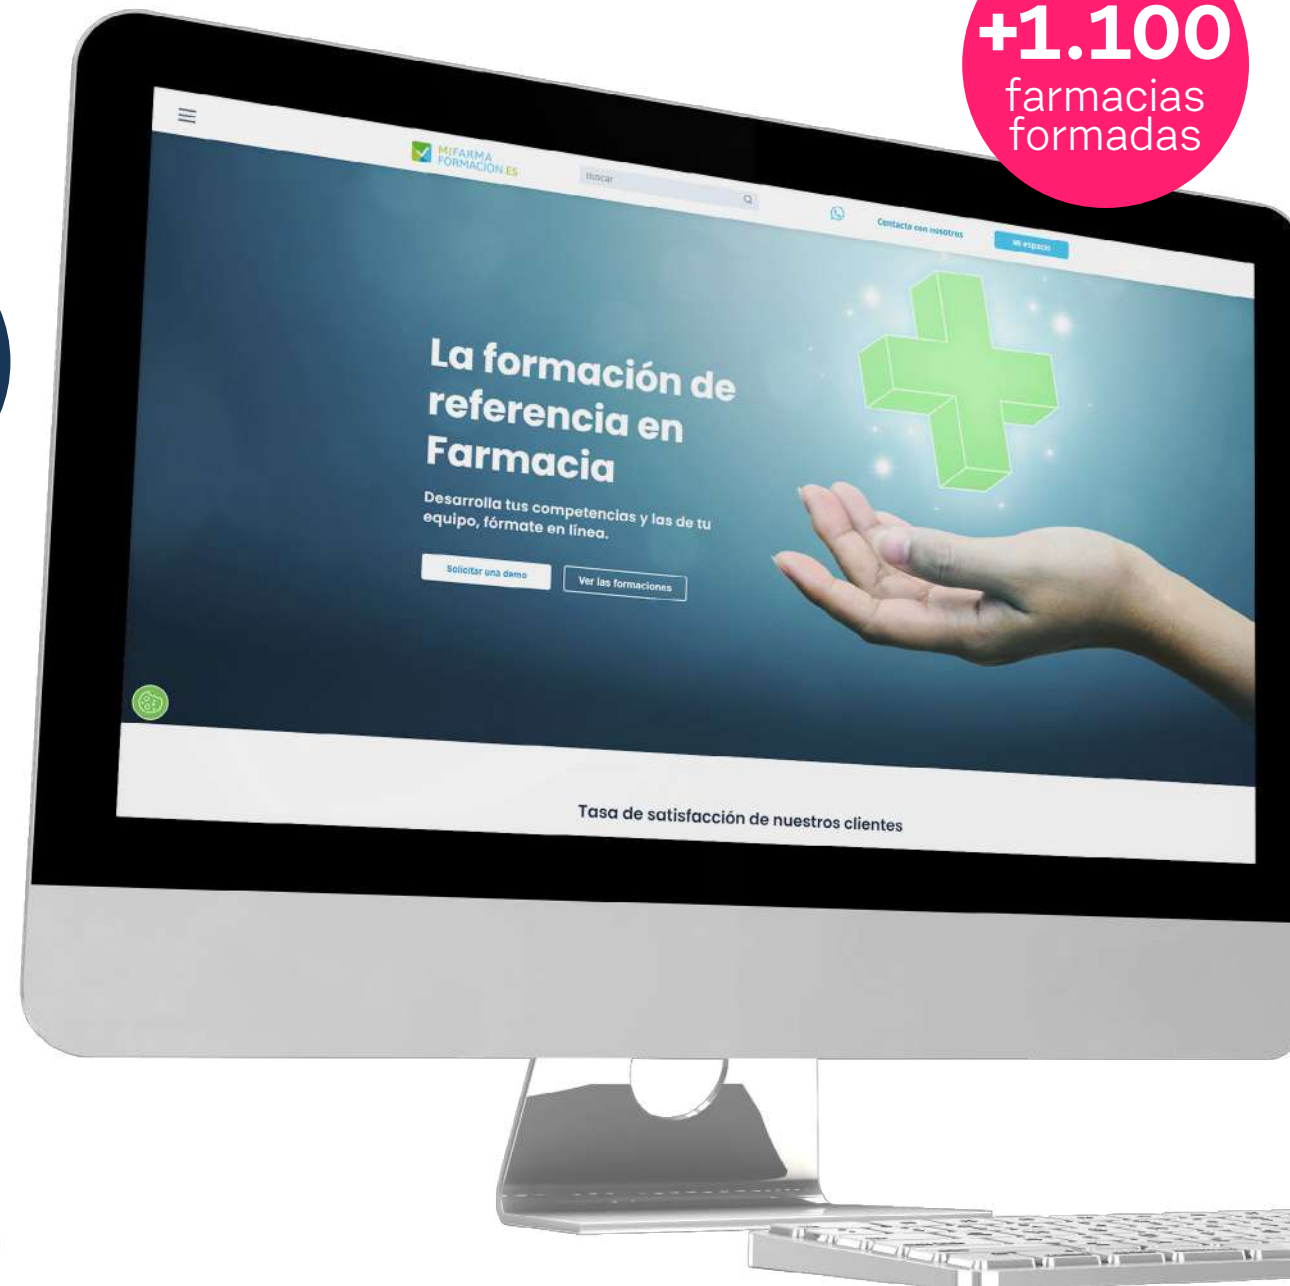 +1.100
farmacias
formadas
MIFARMA
FORMACIÓN.ES
Buscar
Contacta con nosotros
Mi espacio
La formación de
referencia en
Farmacia
Desarrolla tus competencias y las de tu
equipo, fórmate en línea.
Solicitar una demo
Ver las formaciones
Tasa de satisfacción de nuestros clientes